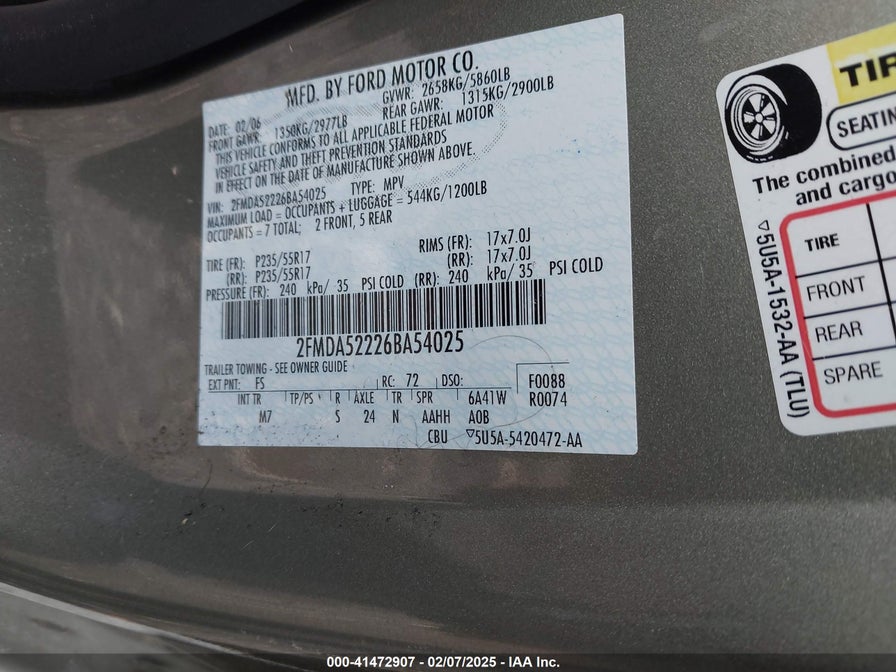 MFD. BY FORD MOTOR CO.
DATE: 02/06 GVWR: 2658KG/5860LB
FRONT GAWR: 1350KG/2977LB REAR GAWR: 1315KG/2900LB
THIS VEHICLE CONFORMS TO ALL APPLICABLE FEDERAL MOTOR
VEHICLE SAFETY AND THEFT PREVENTION STANDARDS
IN EFFECT ON THE DATE OF MANUFACTURE SHOWN ABOVE.
VIN: 2FMDA52226BA54025 TYPE: MPV
MAXIMUM LOAD = OCCUPANTS + LUGGAGE = 544KG/1200LB
OCCUPANTS = 7 TOTAL; 2 FRONT, 5 REAR
TIRE (FR): P235/55R17 RIMS (FR): 17x7.0J
(RR): P235/55R17 (RR): 17x7.0J
PRESSURE (FR): 240 kPa/ 35 PSI COLD (RR): 240 kPa/ 35 PSI COLD
2FMDA52226BA54025
TRAILER TOWING - SEE OWNER GUIDE
EXT PNT: FS RC: 72 DSO: F0088
INT TR TP/PS R AXLE TR SPR 6A41W R0074
M7 S 24 N AAHH A0B
CBU 5U5A-5420472-AA
TIR
SEATIN
The combined
and cargo
TIRE
FRONT
REAR
SPARE
5U5A-1532-AA (TLU)
000-41472907 - 02/07/2025 - IAA Inc.